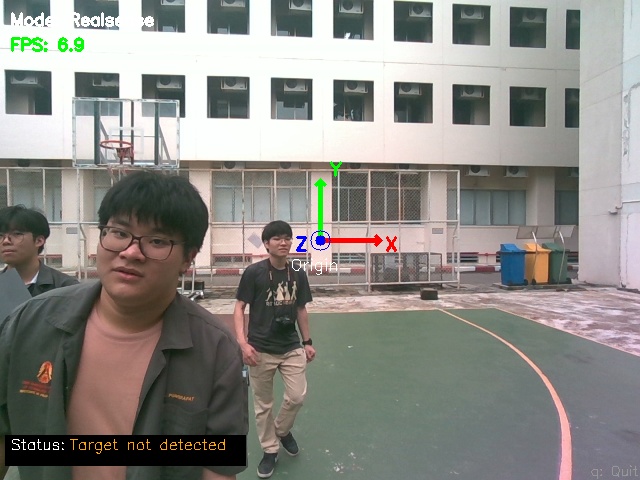 Mode: Realsense
FPS: 6.9
Y
Z
X
Origin
Status: Target not detected
q: Quit